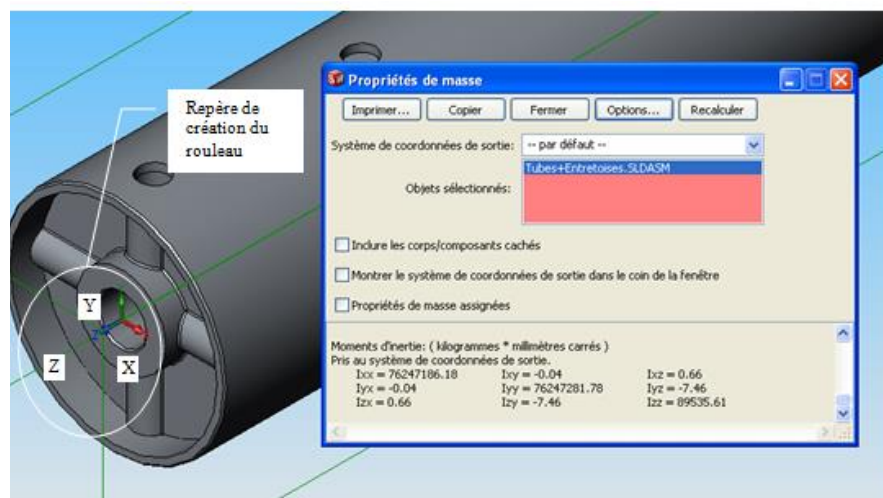 Repère de
création du
rouleau
Y
Z
X
Propriétés de masse
Imprimer... Copier Fermer Options... Recalculer
Système de coordonnées de sortie: -- par défaut --
Objets sélectionnés: Tubes+Entretoises.SLDASM
Inclure les corps/composants cachés
Montrer le système de coordonnées de sortie dans le coin de la fenêtre
Propriétés de masse assignées
Moments d'inertie: ( kilogrammes * millimètres carrés )
Pris au système de coordonnées de sortie.
Ixx = 76247186.18 Ixy = -0.04 Ixz = 0.66
Iyx = -0.04 Iyy = 76247281.78 Iyz = -7.46
Izx = 0.66 Izy = -7.46 Izz = 89535.61